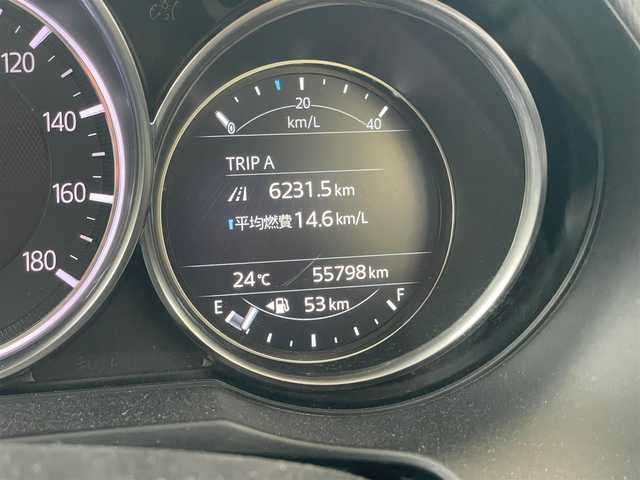 120
140
160
180
20
0 40
km/L
TRIP A
6231.5 km
平均燃費 14.6 km/L
24 ℃ 55798 km
E 53 km F